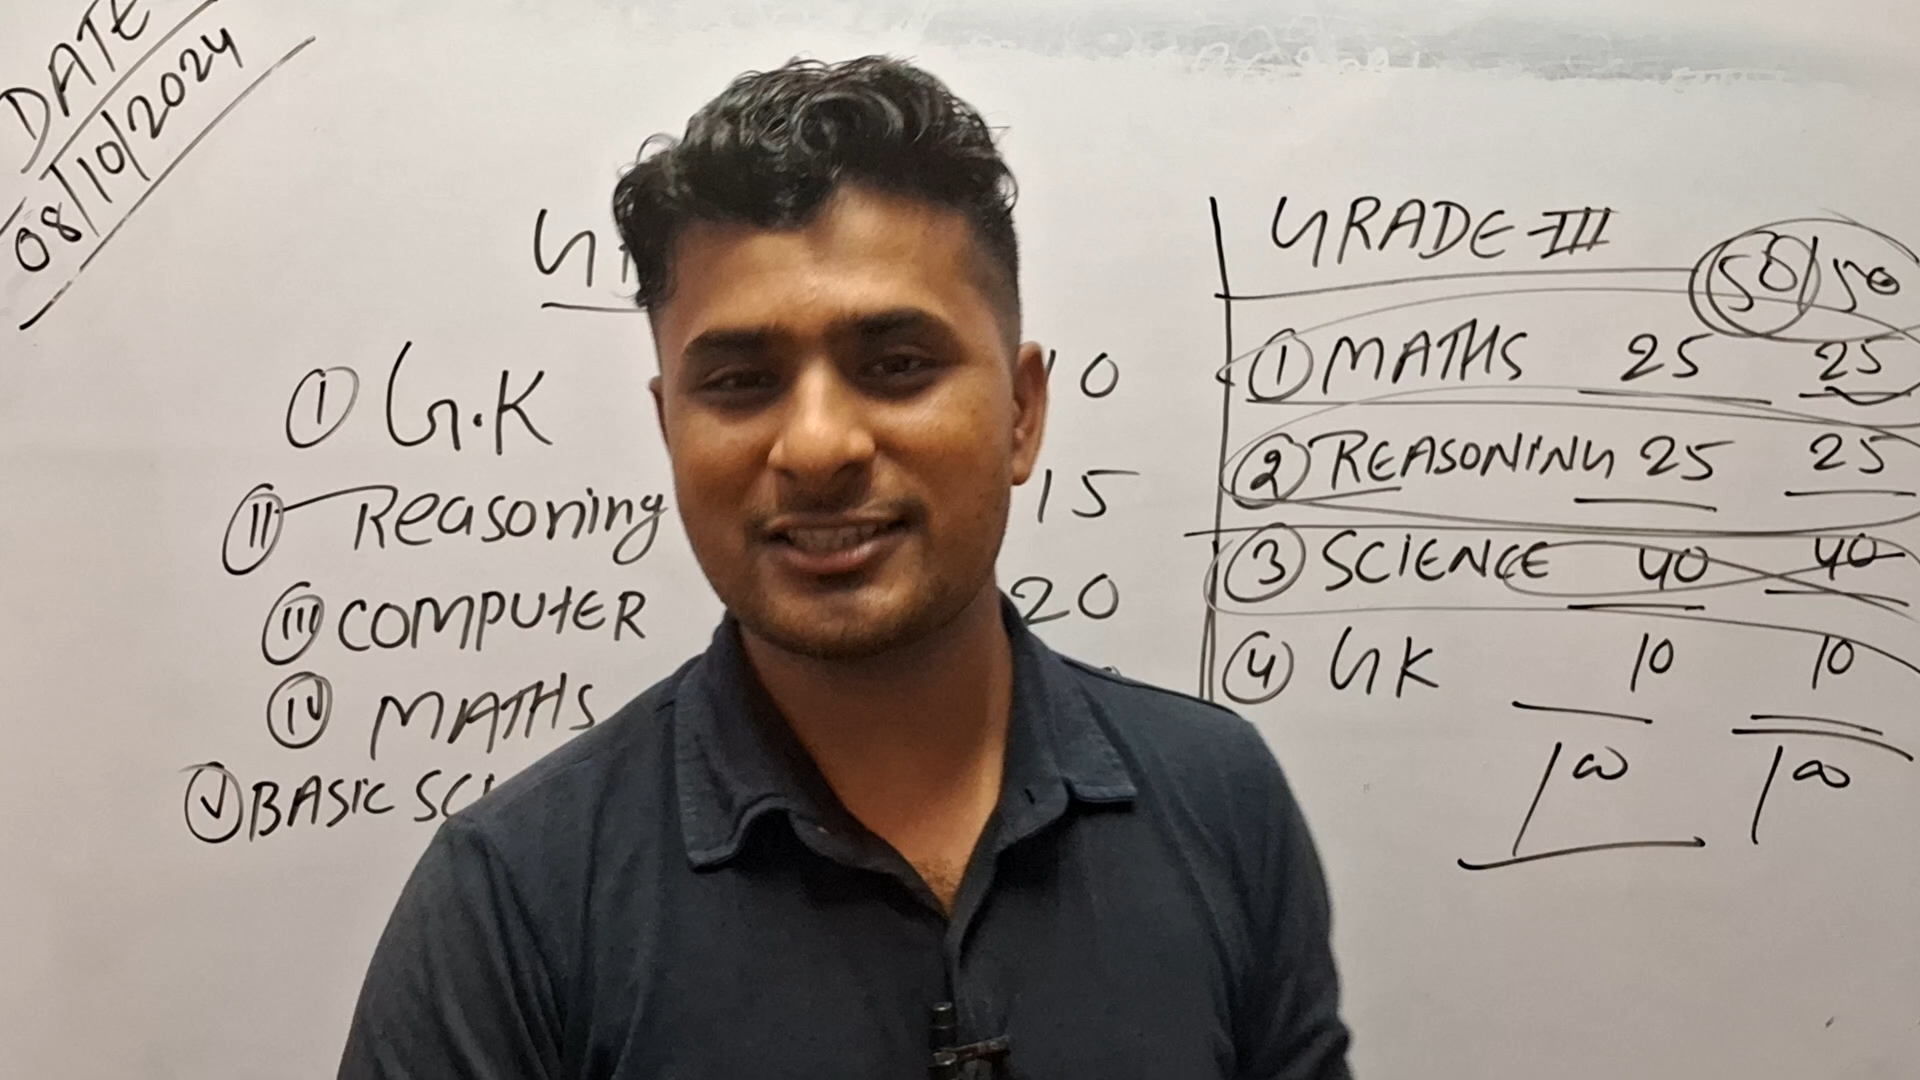 DATE
08/10/2024
① G.K 10
ⅠⅠ Reasoning 15
ⅠⅠⅠ COMPUTER 20
ⅠV MATHS
V BASIC SCI
GRADE-III
50/50
① MATHS 25 25
② REASONING 25 25
③ SCIENCE 40 40
④ GK 10 10
100 100